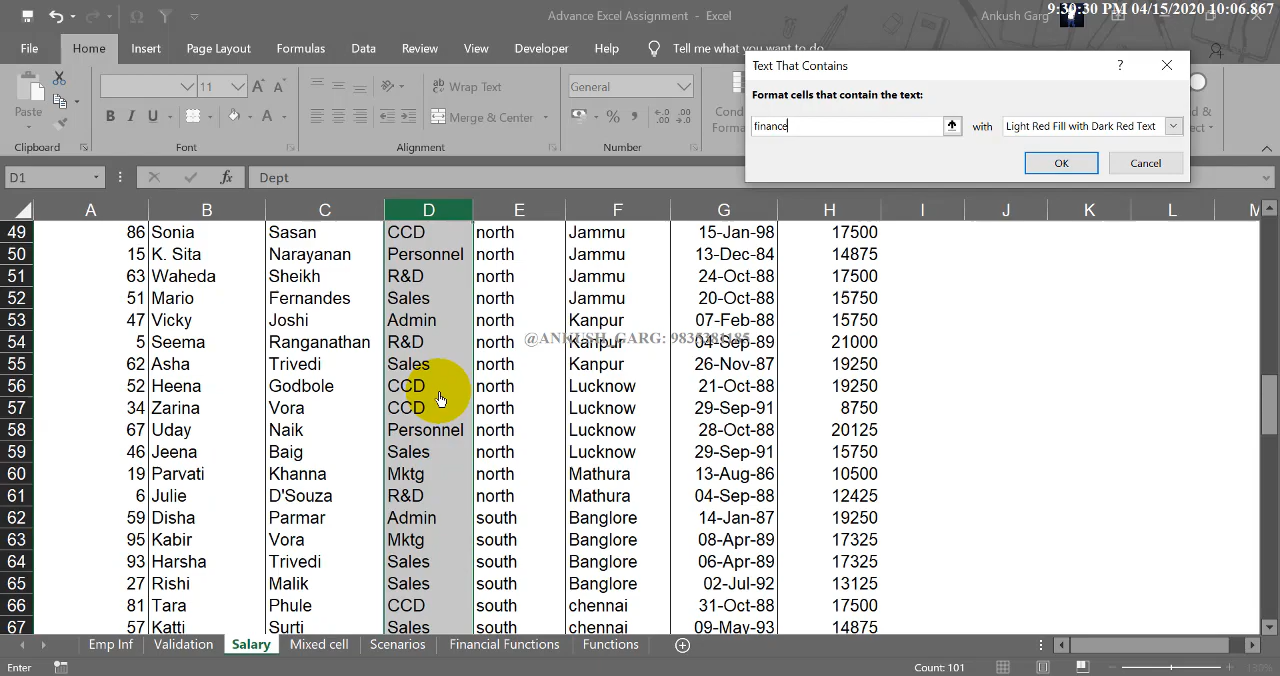 9:30:30 PM 04/15/2020 10:06.867
Advance Excel Assignment - Excel
Ankush Garg
File Home Insert Page Layout Formulas Data Review View Developer Help Tell me what you want to do
Text That Contains
Format cells that contain the text:
finance with Light Red Fill with Dark Red Text
OK Cancel
Paste
11
Wrap Text
Merge & Center
General
Clipboard Font Alignment Number
D1 Dept
A B C D E F G H I J K L M
49 86 Sonia Sasan CCD north Jammu 15-Jan-98 17500
50 15 K. Sita Narayanan Personnel north Jammu 13-Dec-84 14875
51 63 Waheda Sheikh R&D north Jammu 24-Oct-88 17500
52 51 Mario Fernandes Sales north Jammu 20-Oct-88 15750
53 47 Vicky Joshi Admin north Kanpur 07-Feb-88 15750
@ANKUSH GARG: 9835281185
54 5 Seema Ranganathan R&D north Kanpur 04-Sep-89 21000
55 62 Asha Trivedi Sales north Kanpur 26-Nov-87 19250
56 52 Heena Godbole CCD north Lucknow 21-Oct-88 19250
57 34 Zarina Vora CCD north Lucknow 29-Sep-91 8750
58 67 Uday Naik Personnel north Lucknow 28-Oct-88 20125
59 46 Jeena Baig Sales north Lucknow 29-Sep-91 15750
60 19 Parvati Khanna Mktg north Mathura 13-Aug-86 10500
61 6 Julie D'Souza R&D north Mathura 04-Sep-88 12425
62 59 Disha Parmar Admin south Banglore 14-Jan-87 19250
63 95 Kabir Vora Mktg south Banglore 08-Apr-89 17325
64 93 Harsha Trivedi Sales south Banglore 06-Apr-89 17325
65 27 Rishi Malik Sales south Banglore 02-Jul-92 13125
66 81 Tara Phule CCD south chennai 31-Oct-88 17500
67 57 Katti Surti Sales south chennai 09-May-93 14875
Emp Inf Validation Salary Mixed cell Scenarios Financial Functions Functions
Enter Count: 101 130%